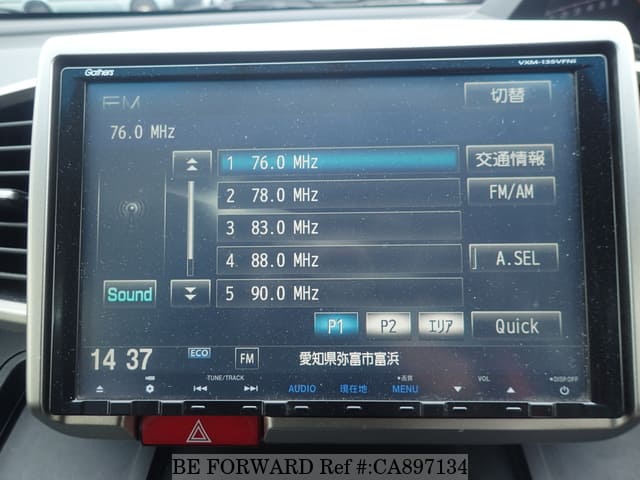 Gathers
VXM-135VFNi
FM
切替
76.0 MHz
1 76.0 MHz
交通情報
2 78.0 MHz
FM/AM
3 83.0 MHz
4 88.0 MHz
A.SEL
Sound
5 90.0 MHz
P1 P2 エリア
Quick
14 37
ECO
FM
愛知県弥富市富浜
TUNE/TRACK
AUDIO
現在地
画質
MENU
VOL
DISP.OFF
BE FORWARD Ref #:CA897134